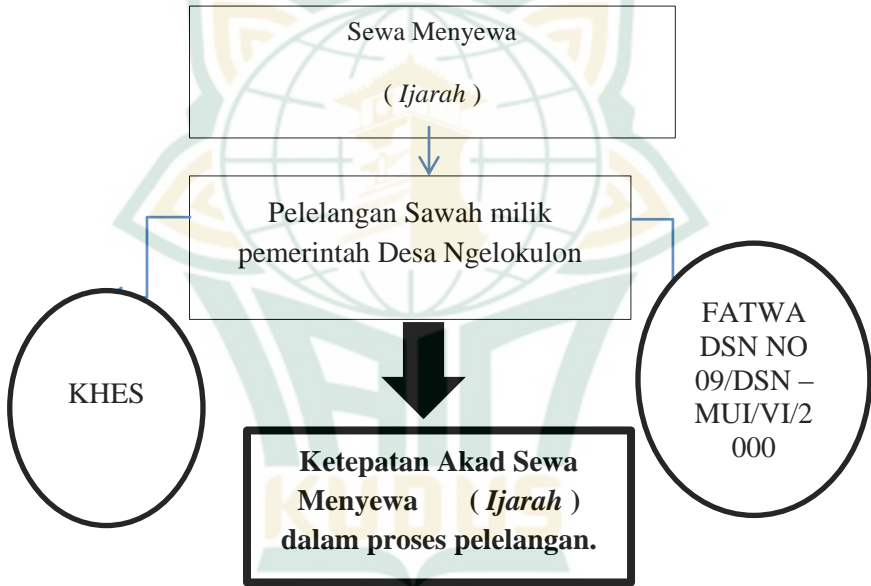 Sewa Menyewa
( Ijarah )
Pelelangan Sawah milik
pemerintah Desa Ngelokulon
KHES
FATWA
DSN NO
09/DSN –
MUI/VI/2
000
Ketepatan Akad Sewa
Menyewa ( Ijarah )
dalam proses pelelangan.
KUDUS